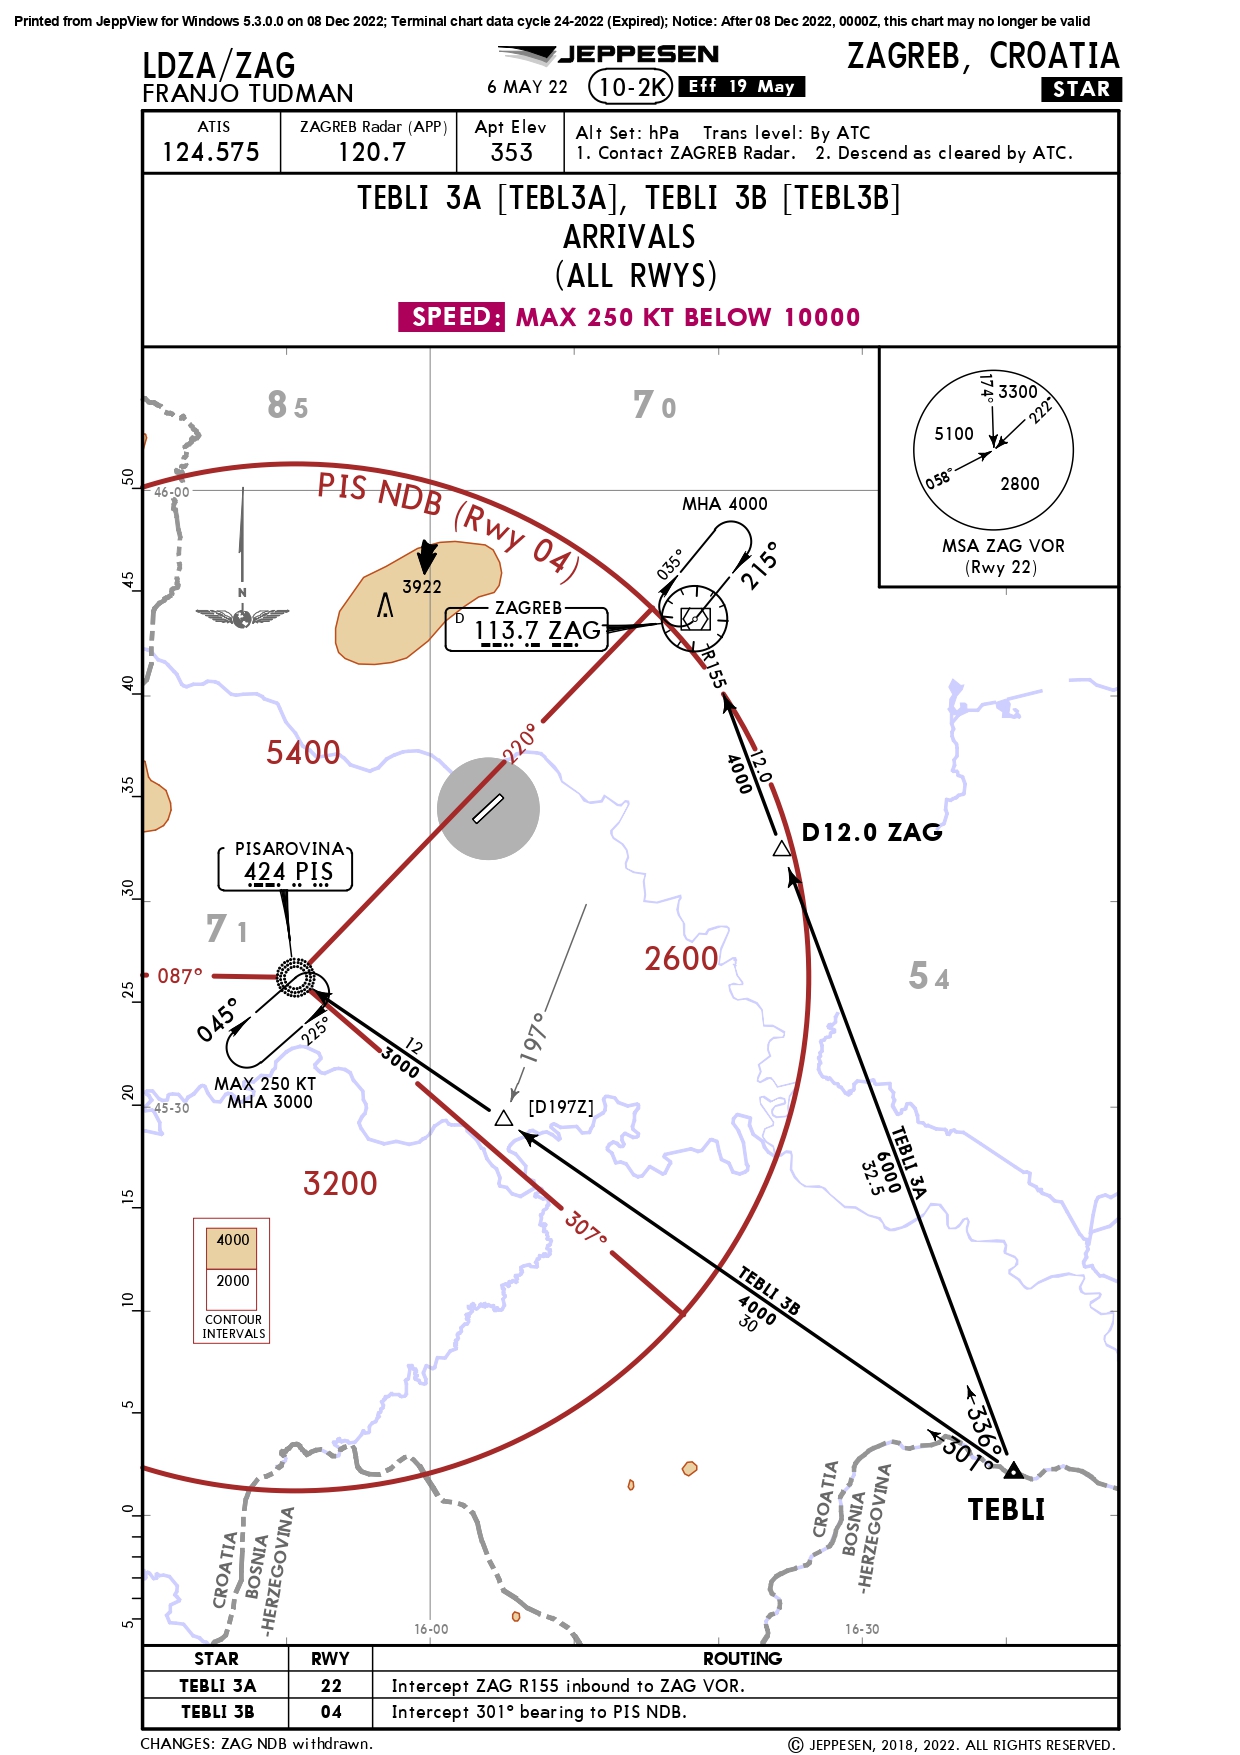 Printed from JeppView for Windows 5.3.0.0 on 08 Dec 2022; Terminal chart data cycle 24-2022 (Expired); Notice: After 08 Dec 2022, 0000Z, this chart may no longer be valid
LDZA/ZAG
FRANJO TUDMAN
JEPPESEN
6 MAY 22
10-2K
Eff 19 May
ZAGREB, CROATIA
STAR
ATIS
124.575
ZAGREB Radar (APP)
120.7
Apt Elev
353
Alt Set: hPa Trans level: By ATC
1. Contact ZAGREB Radar. 2. Descend as cleared by ATC.
TEBLI 3A [TEBL3A], TEBLI 3B [TEBL3B]
ARRIVALS
(ALL RWYS)
SPEED: MAX 250 KT BELOW 10000
85
70
174°
3300
222°
5100
058°
2800
MSA ZAG VOR
(Rwy 22)
50
46-00
PIS NDB (Rwy 04)
MHA 4000
035°
215°
45
N
3922
ZAGREB
D 113.7 ZAG
R155
40
5400
220°
12.0
4000
35
D12.0 ZAG
PISAROVINA
424 PIS
30
71
2600
54
087°
25
045°
225°
197°
12
3000
MAX 250 KT
MHA 3000
20
45-30
[D197Z]
TEBLI 3A
6000
32.5
3200
15
307°
4000
2000
CONTOUR
INTERVALS
TEBLI 3B
4000
30
10
5
336°
301°
TEBLI
CROATIA
BOSNIA
-HERZEGOVINA
CROATIA
BOSNIA
-HERZEGOVINA
0
5
16-00
16-30
STAR RWY ROUTING
TEBLI 3A 22 Intercept ZAG R155 inbound to ZAG VOR.
TEBLI 3B 04 Intercept 301° bearing to PIS NDB.
CHANGES: ZAG NDB withdrawn.
© JEPPESEN, 2018, 2022. ALL RIGHTS RESERVED.